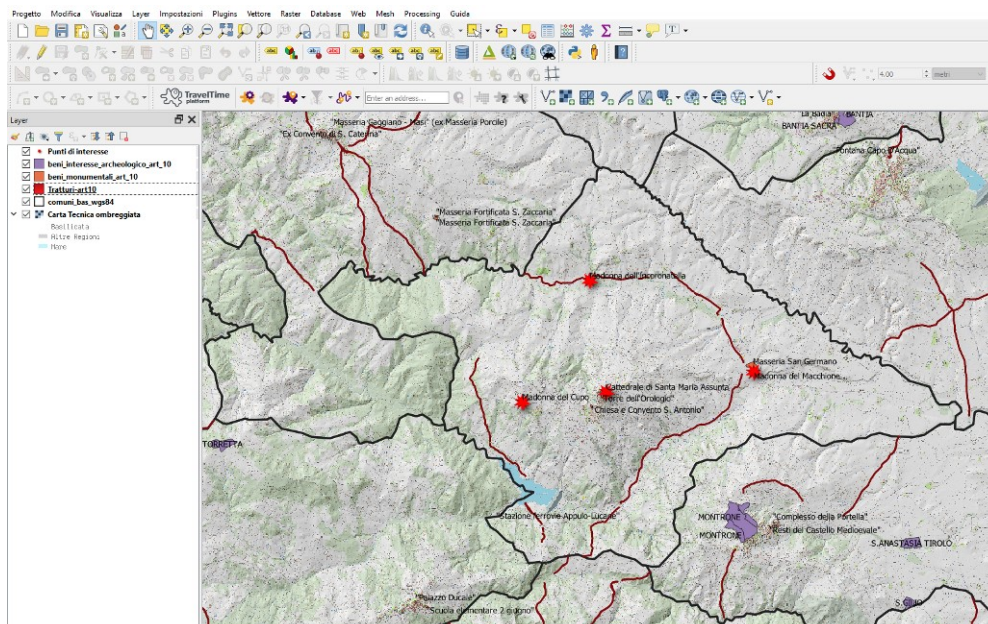 Progetto Modifica Visualizza Layer Impostazioni Plugins Vettore Raster Database Web Mesh Processing Guida
4.00 metri
TravelTime
platform
Enter an address...
Layer
Punti di interesse
beni_interesse_archeologico_art_10
beni_monumentali_art_10
Tratturi-art10
comuni_bas_wgs84
Carta Tecnica ombreggiata
Basilicata
Altre Regioni
Mare
"Masseria Gaggiano - Masi" (ex Masseria Porcile)
"Ex Convento di S. Caterina"
"La Badia" BANTIA
BANTIA SACRA
"Fontana Capo D'Acqua"
"Masseria Fortificata S. Zaccaria"
"Masseria Fortificata S. Zaccaria"
Madonna dell'Incoronatella
Masseria San Germano
Madonna del Macchione
Cattedrale di Santa Maria Assunta
Madonna del Cupo
"Torre dell'Orologio"
"Chiesa e Convento S. Antonio"
TORRETTA
"Stazione ferrovie Appulo-Lucane"
MONTRONE
"Complesso della Portella"
"Resti del Castello Medioevale"
MONTRONE
S.ANASTASIA TIROLO
"Palazzo Ducale"
"Scuola elementare 2 giugno"